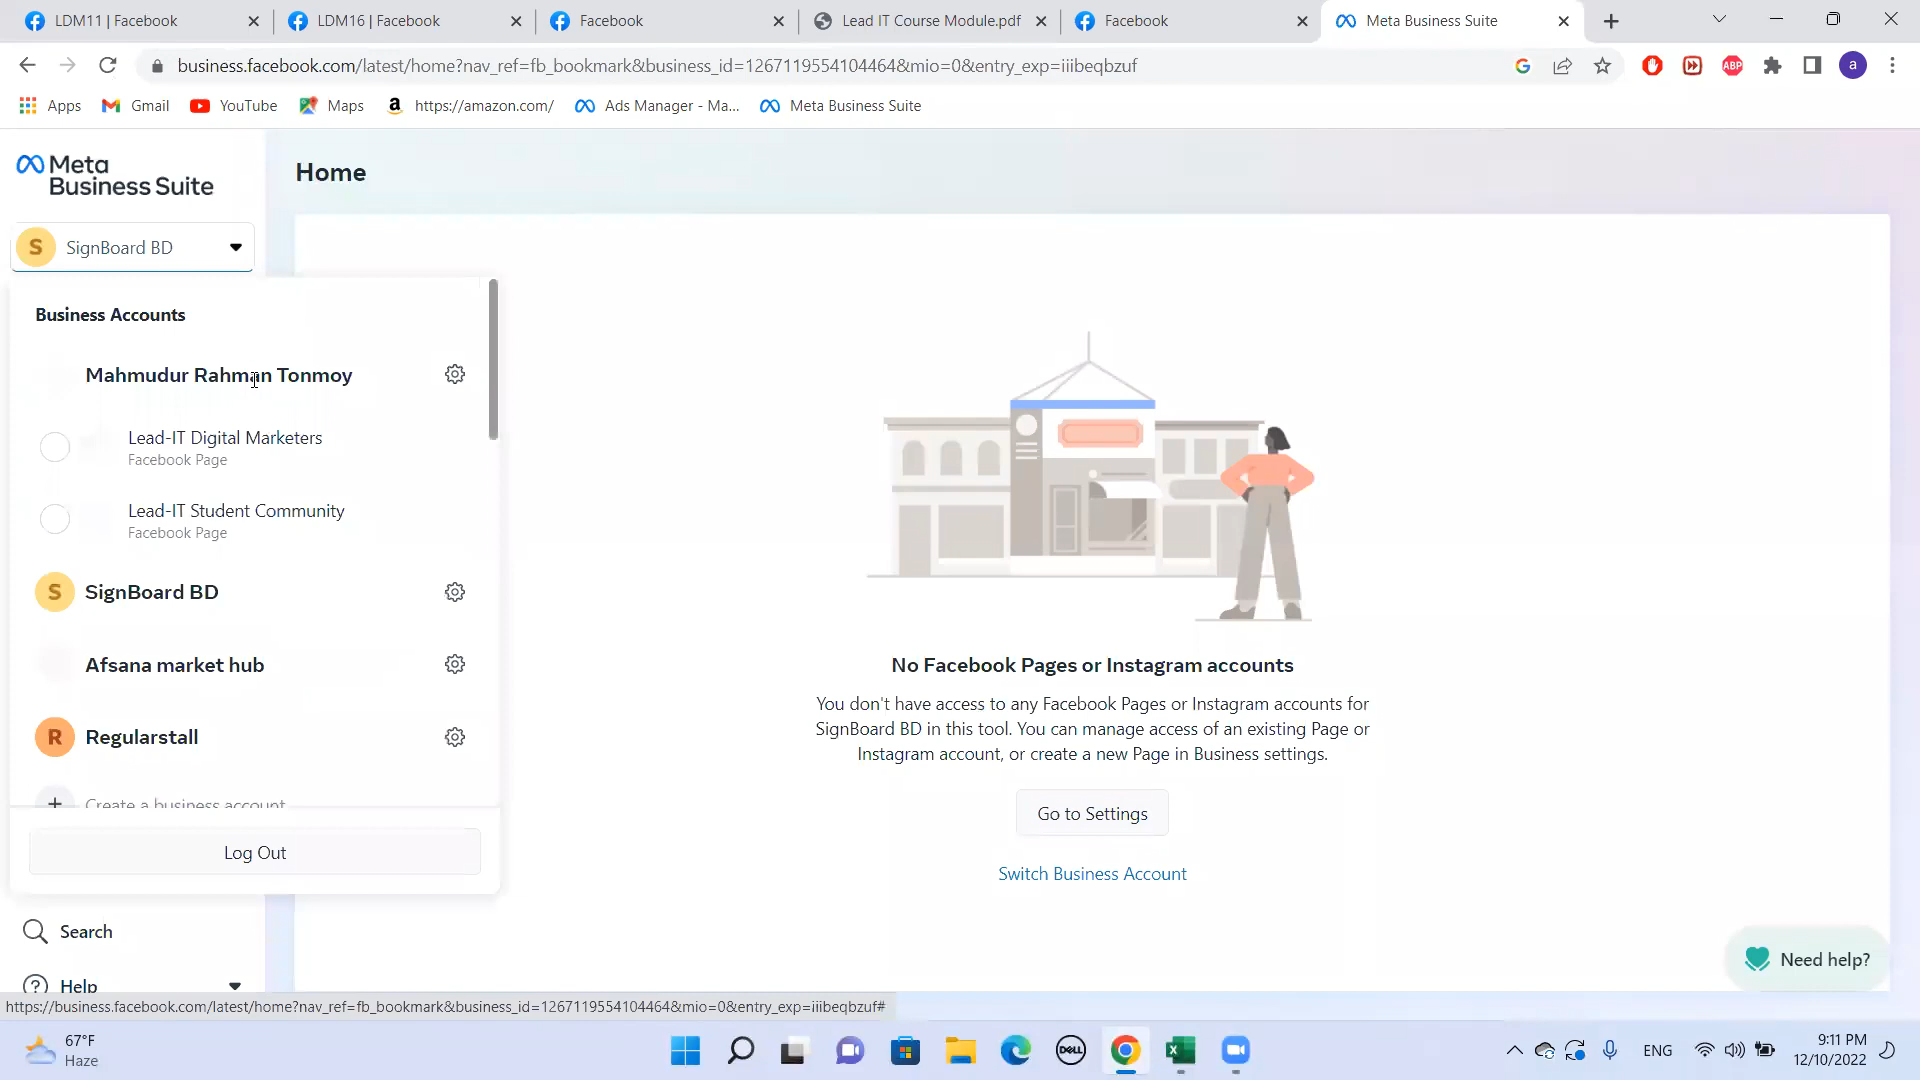 LDM11 | Facebook
LDM16 | Facebook
Facebook
Lead IT Course Module.pdf
Facebook
Meta Business Suite
business.facebook.com/latest/home?nav_ref=fb_bookmark&business_id=1267119554104464&mio=0&entry_exp=iiibeqbzuf
ABP
a
Apps
Gmail
YouTube
Maps
a
https://amazon.com/
Ads Manager - Ma...
Meta Business Suite
Meta
Business Suite
Home
S
SignBoard BD
Business Accounts
Mahmudur Rahman Tonmoy
Lead-IT Digital Marketers
Facebook Page
Lead-IT Student Community
Facebook Page
S
SignBoard BD
Afsana market hub
R
Regularstall
Create a business account
Log Out
No Facebook Pages or Instagram accounts
You don't have access to any Facebook Pages or Instagram accounts for
SignBoard BD in this tool. You can manage access of an existing Page or
Instagram account, or create a new Page in Business settings.
Go to Settings
Switch Business Account
Search
Help
Need help?
https://business.facebook.com/latest/home?nav_ref=fb_bookmark&business_id=1267119554104464&mio=0&entry_exp=iiibeqbzuf#
67°F
Haze
DELL
ENG
9:11 PM
12/10/2022